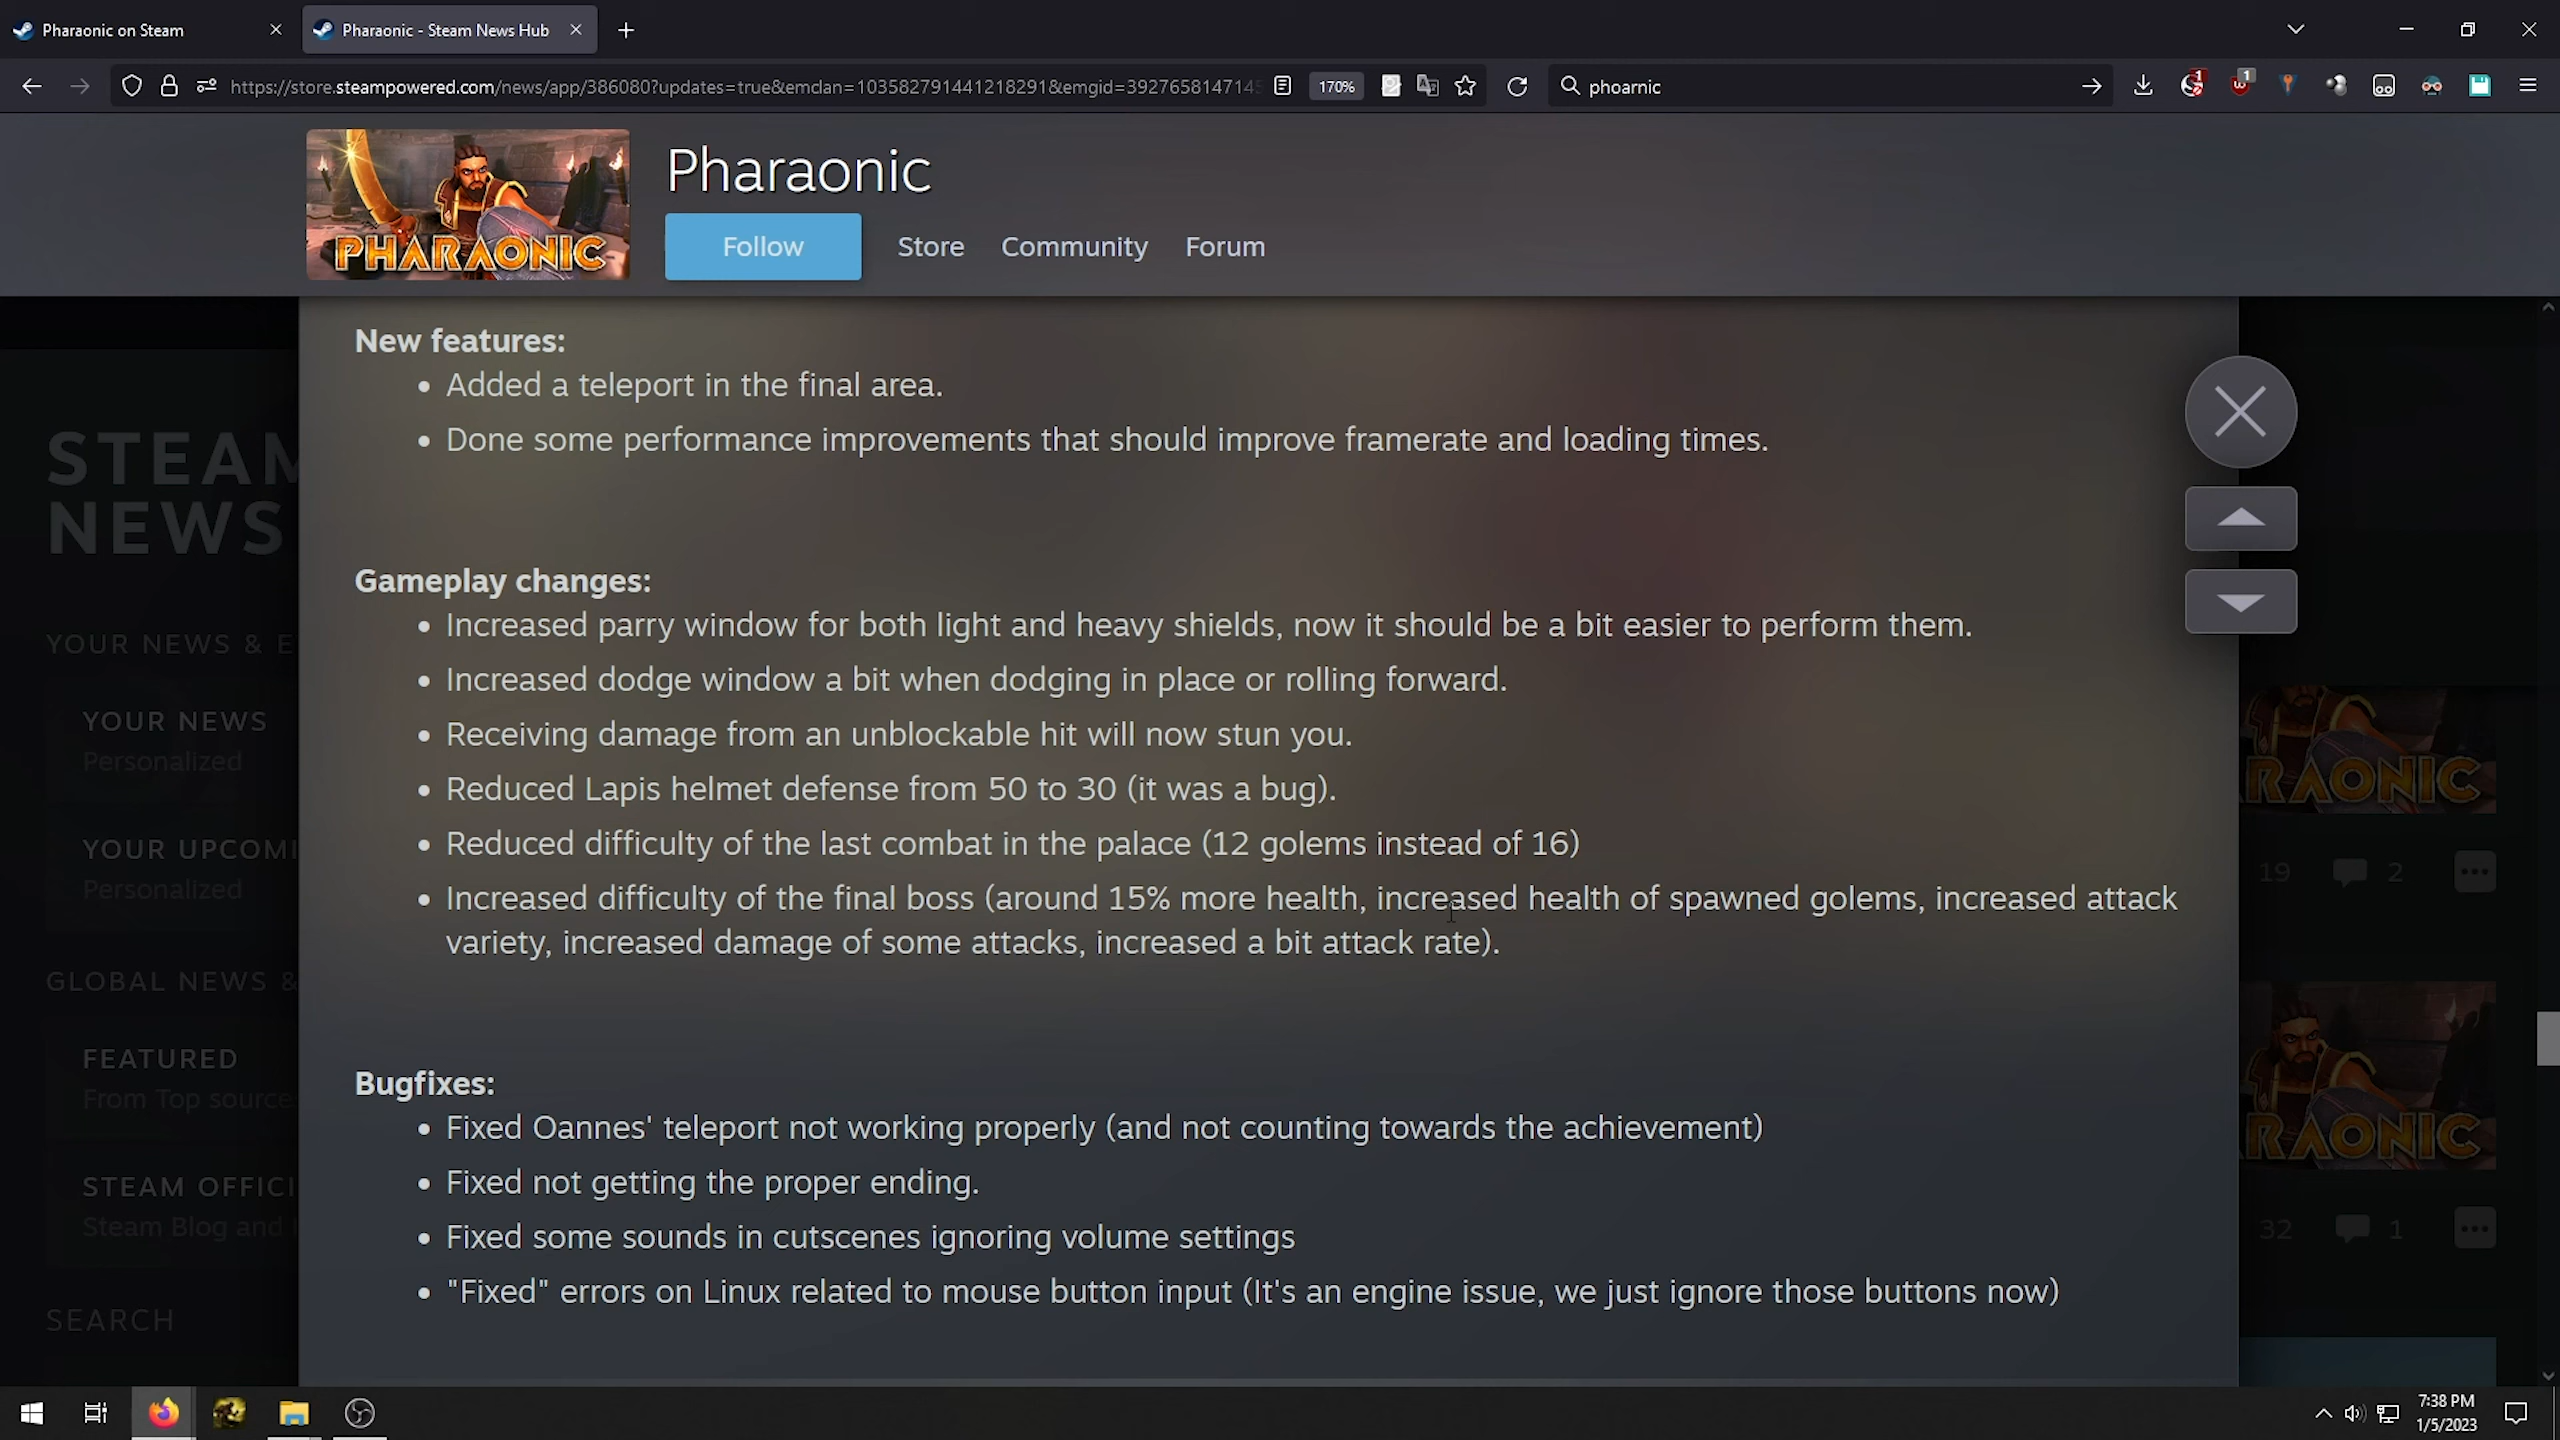 Pharaonic on Steam
Pharaonic - Steam News Hub
https://store.steampowered.com/news/app/386080?updates=true&emclan=103582791441218291&emgid=3927658147145
170%
phoarnic
1
1
PHARAONIC
Pharaonic
Follow
Store
Community
Forum
New features:
• Added a teleport in the final area.
• Done some performance improvements that should improve framerate and loading times.
Gameplay changes:
• Increased parry window for both light and heavy shields, now it should be a bit easier to perform them.
• Increased dodge window a bit when dodging in place or rolling forward.
• Receiving damage from an unblockable hit will now stun you.
• Reduced Lapis helmet defense from 50 to 30 (it was a bug).
• Reduced difficulty of the last combat in the palace (12 golems instead of 16)
• Increased difficulty of the final boss (around 15% more health, increased health of spawned golems, increased attack
variety, increased damage of some attacks, increased a bit attack rate).
Bugfixes:
• Fixed Oannes' teleport not working properly (and not counting towards the achievement)
• Fixed not getting the proper ending.
• Fixed some sounds in cutscenes ignoring volume settings
• "Fixed" errors on Linux related to mouse button input (It's an engine issue, we just ignore those buttons now)
STEAM
NEWS
YOUR NEWS & E
YOUR NEWS
Personalized
YOUR UPCOMI
Personalized
GLOBAL NEWS &
FEATURED
From Top source
STEAM OFFICI
Steam Blog and
SEARCH
RAONIC
19
2
RAONIC
32
1
7:38 PM
1/5/2023